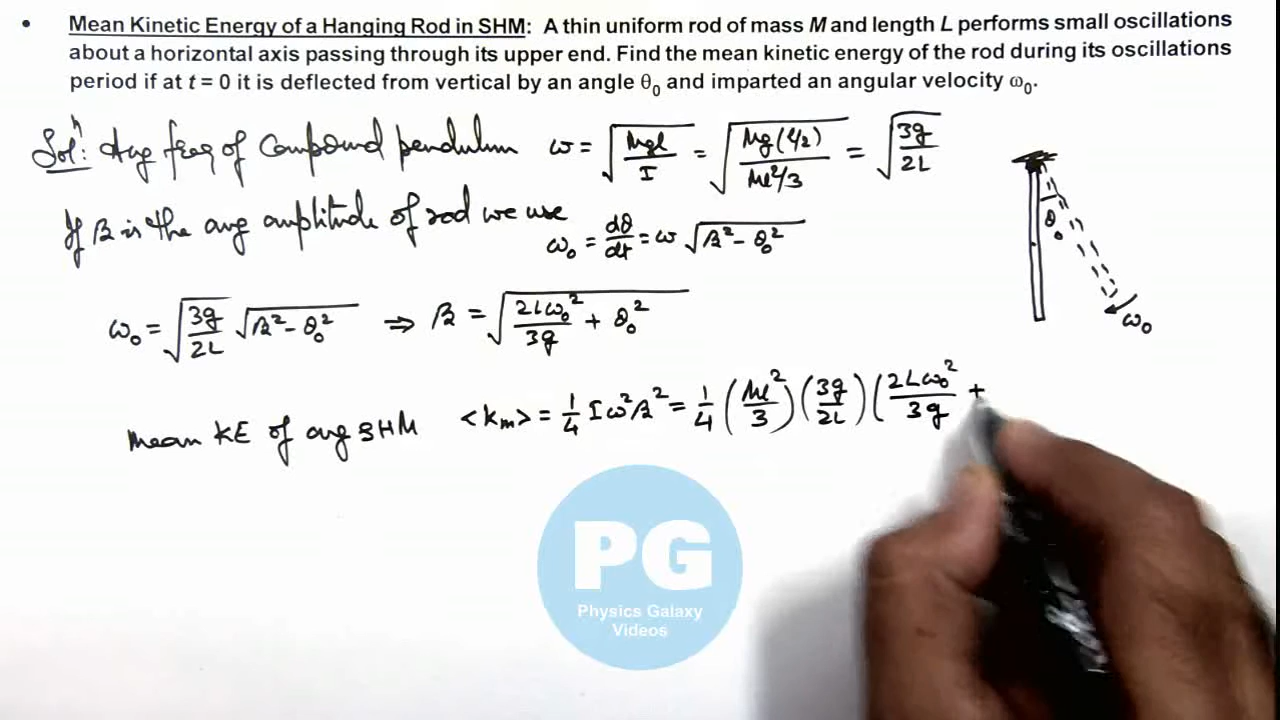 • Mean Kinetic Energy of a Hanging Rod in SHM: A thin uniform rod of mass M and length L performs small oscillations
about a horizontal axis passing through its upper end. Find the mean kinetic energy of the rod during its oscillations
period if at t = 0 it is deflected from vertical by an angle θ₀ and imparted an angular velocity ω₀.
Solⁿ: Ang freq of Compound pendulum ω = √(Mgl/I) = √(Mg(L/2)/(ML²/3)) = √(3g/2L)
If β is the ang amplitude of rod we use
ω₀ = dθ/dt = ω √(β² − θ₀²)
ω₀ = √(3g/2L) √(β² − θ₀²) ⇒ β = √(2Lω₀²/3g + θ₀²)
mean KE of ang SHM <Kₘ> = 1/4 I ω² β² = 1/4 (Ml²/3) (3g/2L) (2Lω₀²/3g +
θ₀
ω₀
PG
Physics Galaxy
Videos